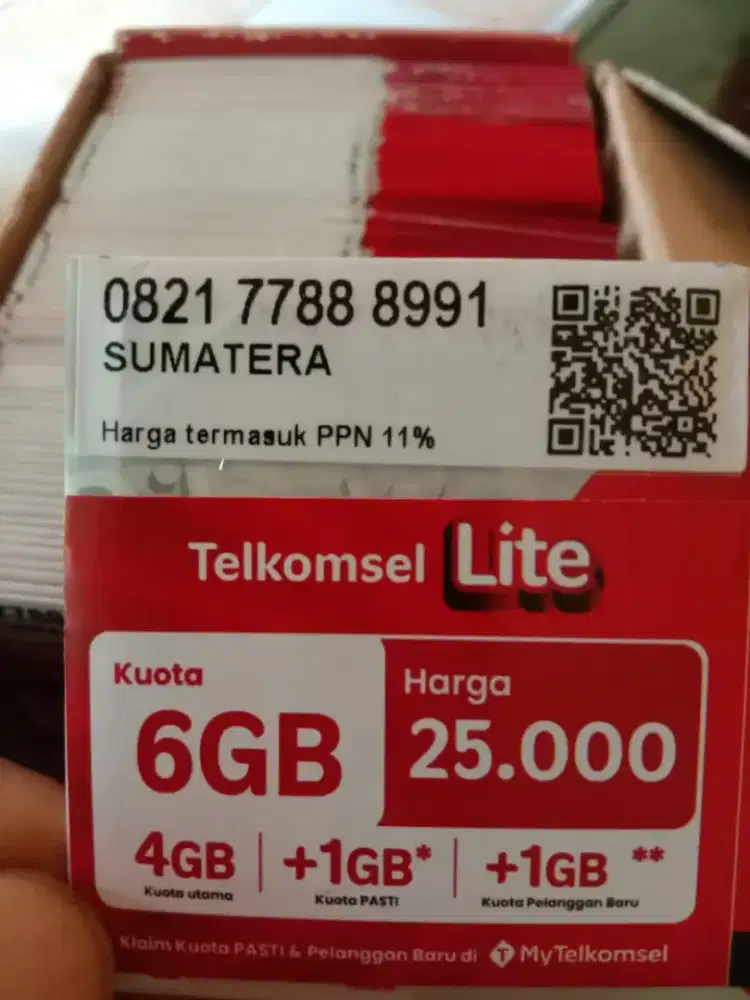 0821 7788 8991
SUMATERA
Harga termasuk PPN 11%
Telkomsel Lite
Kuota
6GB
Harga
25.000
4GB
Kuota utama
+1GB*
Kuota PASTI
+1GB **
Kuota Pelanggan Baru
Klaim Kuota PASTI & Pelanggan Baru di MyTelkomsel